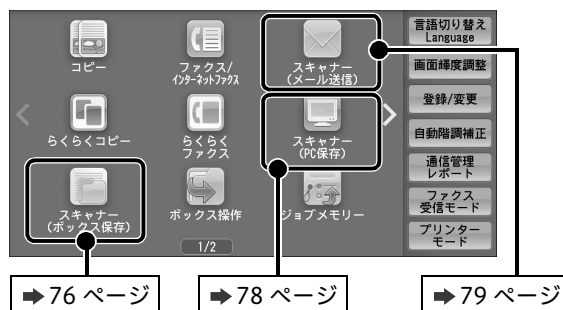 コピー
ファクス/
インターネットファクス
スキャナー
(メール送信)
らくらくコピー
らくらく
ファクス
スキャナー
(PC保存)
スキャナー
(ボックス保存)
ボックス操作
ジョブメモリー
1/2
言語切り替え
Language
画面輝度調整
登録/変更
自動階調補正
通信管理
レポート
ファクス
受信モード
プリンター
モード
➡76 ページ
➡78 ページ
➡79 ページ